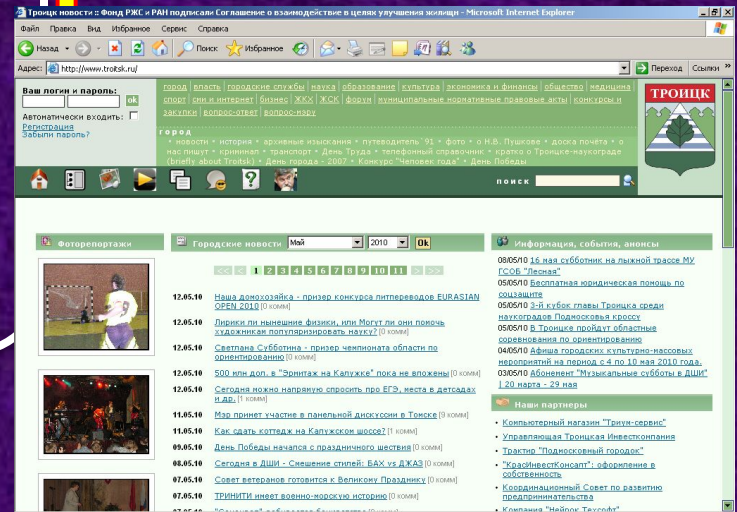 Троицк новости :: Фонд РЖС и РАН подписали Соглашение о взаимодействие в целях улучшения жилищн - Microsoft Internet Explorer
Файл Правка Вид Избранное Сервис Справка
Назад Поиск Избранное
Адрес: http://www.troitsk.ru/ Переход Ссылки »
Ваш логин и пароль:
ok
Автоматически входить:
Регистрация
Забыли пароль?
город | власть | городские службы | наука | образование | культура | экономика и финансы | общество | медицина |
спорт | сми и интернет | бизнес | ЖКХ | ЖСК | форум | муниципальные нормативные правовые акты | конкурсы и
закупки | вопрос-ответ | вопрос-мэру
город
• новости • история • архивные изыскания • путеводитель`91 • фото • о Н.В. Пушкове • доска почёта • о
нас пишут • криминал • транспорт • День Труда • телефонный справочник • кратко о Троицке-наукограде
(briefly about Troitsk) • День города - 2007 • Конкурс "Человек года" • День Победы
ТРОИЦК
поиск
Фоторепортажи
Городские новости Май 2010 Ok
<< < 1 2 3 4 5 6 7 8 9 10 11 > >>
12.05.10 Наша домохозяйка - призер конкурса литпереводов EURASIAN
OPEN 2010 [0 комм]
12.05.10 Лирики ли нынешние физики, или Могут ли они помочь
художникам популяризировать науку? [0 комм]
12.05.10 Светлана Субботина - призер чемпионата области по
ориентированию [0 комм]
12.05.10 500 млн дол. в "Эрмитаж на Калужке" пока не вложены [0 комм]
12.05.10 Сегодня можно напрямую спросить про ЕГЭ, места в детсадах
и др. [1 комм]
11.05.10 Мэр примет участие в панельной дискуссии в Томске [9 комм]
11.05.10 Как сдать коттедж на Калужском шоссе? [1 комм]
09.05.10 День Победы начался с праздничного шествия [0 комм]
08.05.10 Сегодня в ДШИ - Смешение стилей: БАХ vs ДЖАЗ [0 комм]
07.05.10 Совет ветеранов готовится к Великому Празднику [0 комм]
07.05.10 ТРИНИТИ имеет военно-морскую историю [0 комм]
Информация, события, анонсы
08/05/10 16 мая субботник на лыжной трассе МУ
ГСОБ "Лесная"
05/05/10 Бесплатная юридическая помощь по
соцзащите
05/05/10 3-й кубок главы Троицка среди
наукоградов Подмосковья кроссу
05/05/10 В Троицке пройдут областные
соревнования по ориентированию
04/05/10 Афиша городских культурно-массовых
мероприятий на период с 4 по 10 мая 2010 года.
03/05/10 Абонемент "Музыкальные субботы в ДШИ"
| 20 марта - 29 мая
Наши партнеры
• Компьютерный магазин "Триум-сервис"
• Управляющая Троицкая Инвесткомпания
• Трактир "Подмосковный городок"
• "КрасИнвестКонсалт": оформление в
собственность
• Координационный Совет по развитию
предпринимательства
• Компания "Нейрок Техсофт"